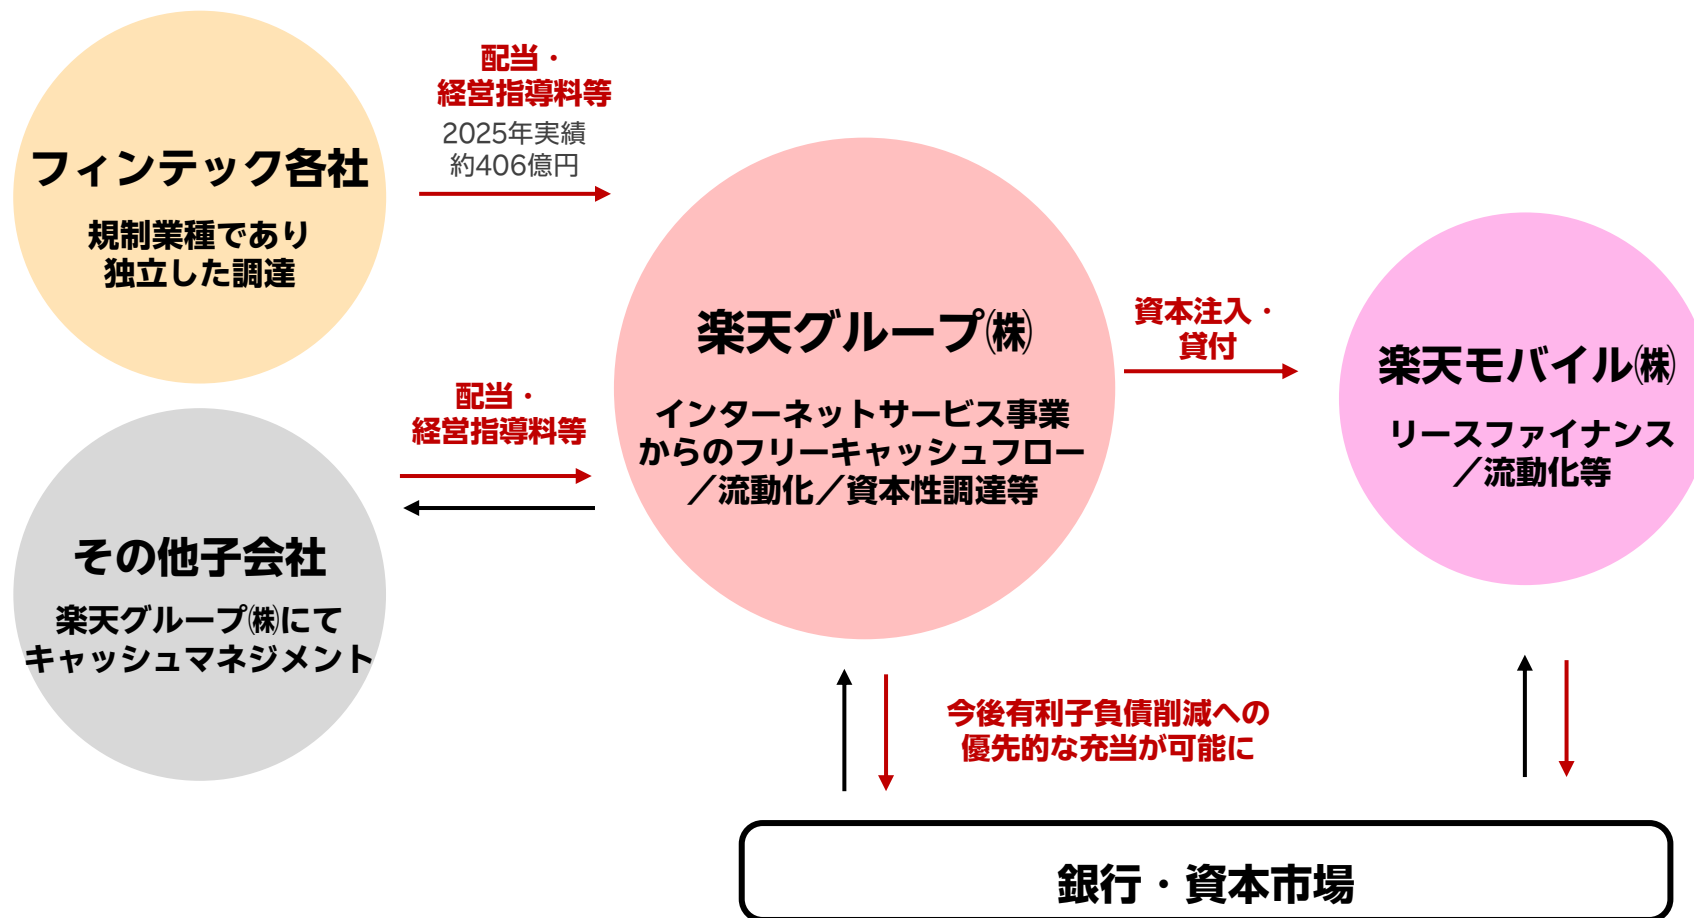 フィンテック各社
規制業種であり
独立した調達
配当・
経営指導料等
2025年実績
約406億円
その他子会社
楽天グループ㈱にて
キャッシュマネジメント
配当・
経営指導料等
楽天グループ㈱
インターネットサービス事業
からのフリーキャッシュフロー
／流動化／資本性調達等
資本注入・
貸付
楽天モバイル㈱
リースファイナンス
／流動化等
今後有利子負債削減への
優先的な充当が可能に
銀行・資本市場